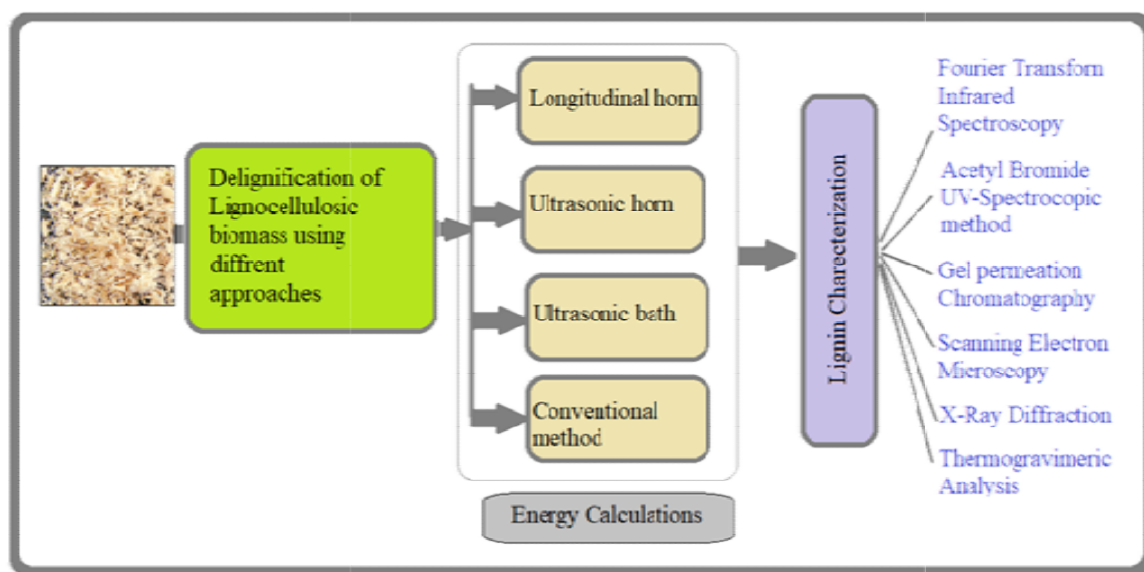 Delignification of
Lignocellulosic
biomass using
diffrent
approaches
Longitudinal horn
Ultrasonic horn
Ultrasonic bath
Conventional
method
Energy Calculations
Lignin Charecterization
Fourier Transforn
Infrared
Spectroscopy
Acetyl Bromide
UV-Spectrocopic
method
Gel permeation
Chromatography
Scanning Electron
Microscopy
X-Ray Diffraction
Thermogravimeric
Analysis